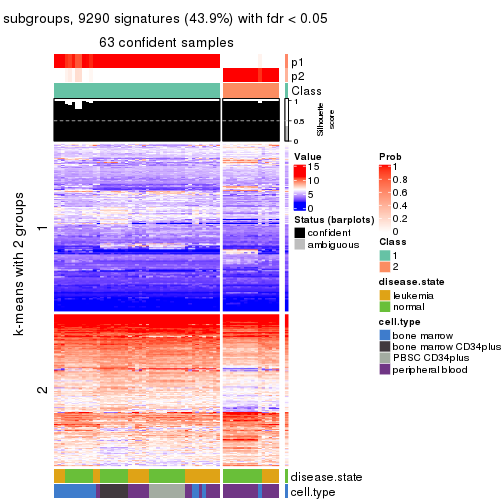 subgroups, 9290 signatures (43.9%) with fdr < 0.05
63 confident samples
p1
p2
Class
1
0.5
0
Silhouette
score
k-means with 2 groups
1
2
disease.state
cell.type
Value
15
10
5
0
Status (barplots)
confident
ambiguous
Prob
1
0.8
0.6
0.4
0.2
0
Class
1
2
disease.state
leukemia
normal
cell.type
bone marrow
bone marrow CD34plus
PBSC CD34plus
peripheral blood